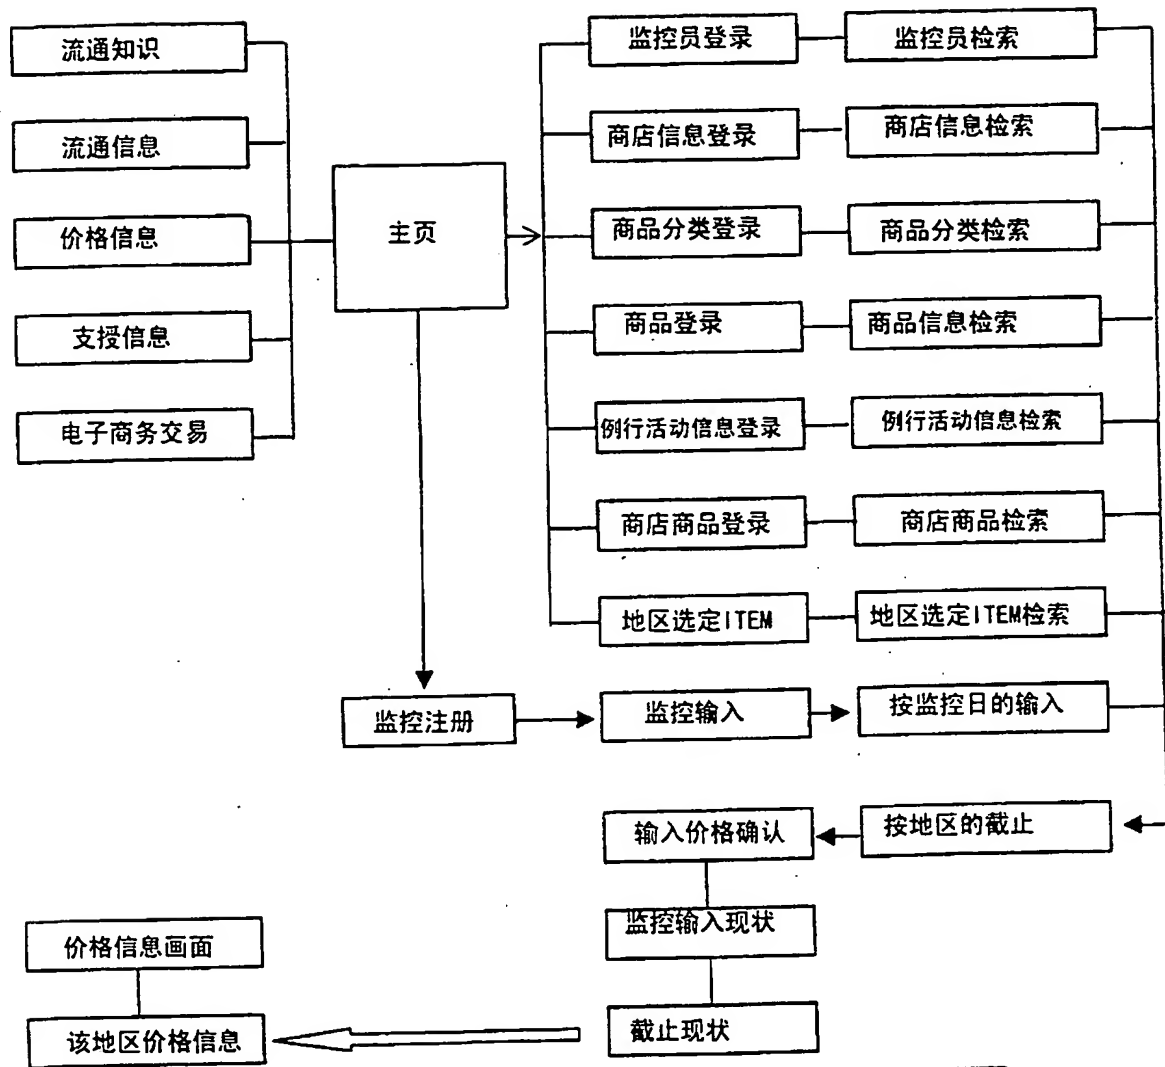 流通知识
流通信息
价格信息
支授信息
电子商务交易
主页
监控员登录
监控员检索
商店信息登录
商店信息检索
商品分类登录
商品分类检索
商品登录
商品信息检索
例行活动信息登录
例行活动信息检索
商店商品登录
商店商品检索
地区选定ITEM
地区选定ITEM检索
监控注册
监控输入
按监控日的输入
输入价格确认
按地区的截止
监控输入现状
截止现状
价格信息画面
该地区价格信息